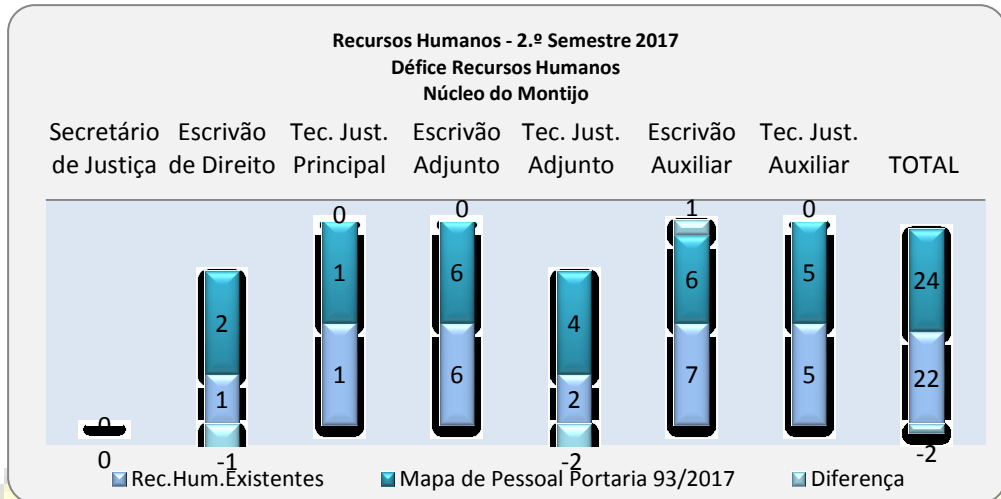 Recursos Humanos - 2.º Semestre 2017
Défice Recursos Humanos
Núcleo do Montijo
Secretário de Justiça
Escrivão de Direito
Tec. Just. Principal
Escrivão Adjunto
Tec. Just. Adjunto
Escrivão Auxiliar
Tec. Just. Auxiliar
TOTAL
0 0 1 0
1 6 6 5 24
2 4
1 6 7 5 22
1 2
0
0 -1 -2 -2
Rec.Hum.Existentes Mapa de Pessoal Portaria 93/2017 Diferença